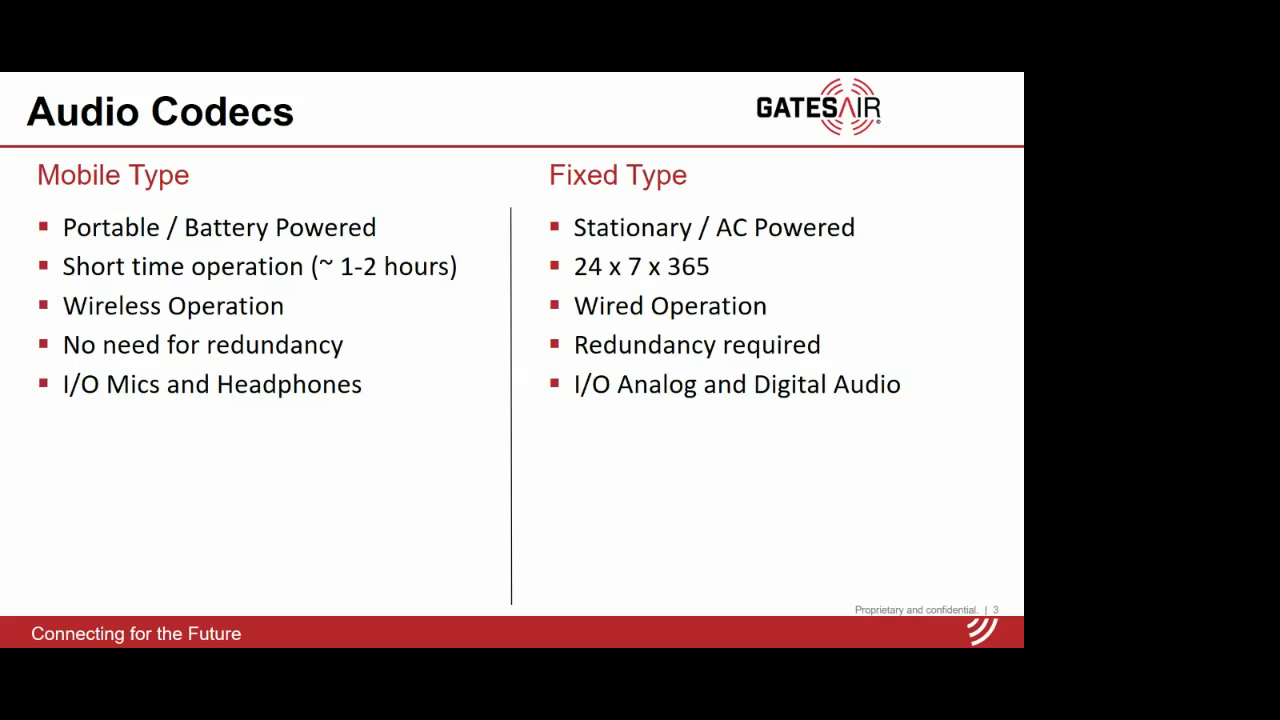 Audio Codecs
GATESAIR®
Mobile Type
▪ Portable / Battery Powered
▪ Short time operation (~ 1-2 hours)
▪ Wireless Operation
▪ No need for redundancy
▪ I/O Mics and Headphones
Fixed Type
▪ Stationary / AC Powered
▪ 24 x 7 x 365
▪ Wired Operation
▪ Redundancy required
▪ I/O Analog and Digital Audio
Proprietary and confidential. | 3
Connecting for the Future